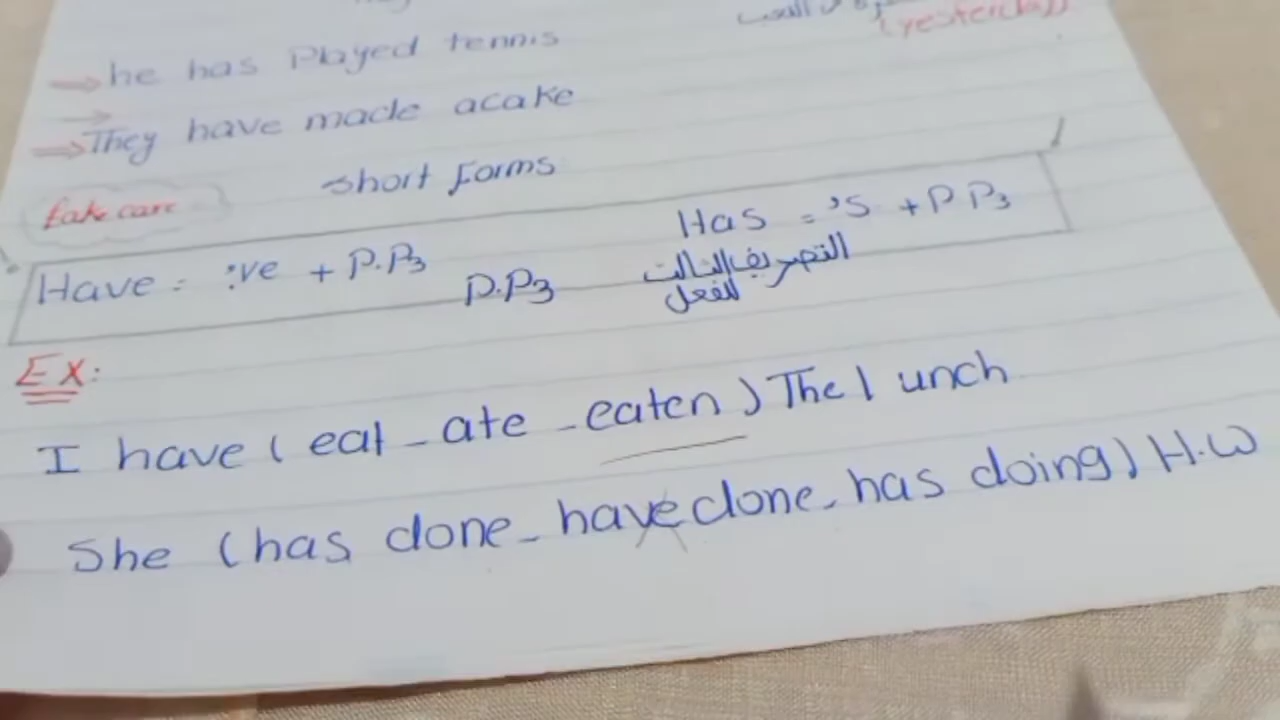 (yesterday)
he has Played tennis
They have made acake
short forms
take care
Have = 've + P.P3
Has = 's + P P3
P.P3
التصريف الثالث
للفعل
EX:
I have ( eat - ate - eaten ) The lunch
She (has done - have done - has doing) H.W